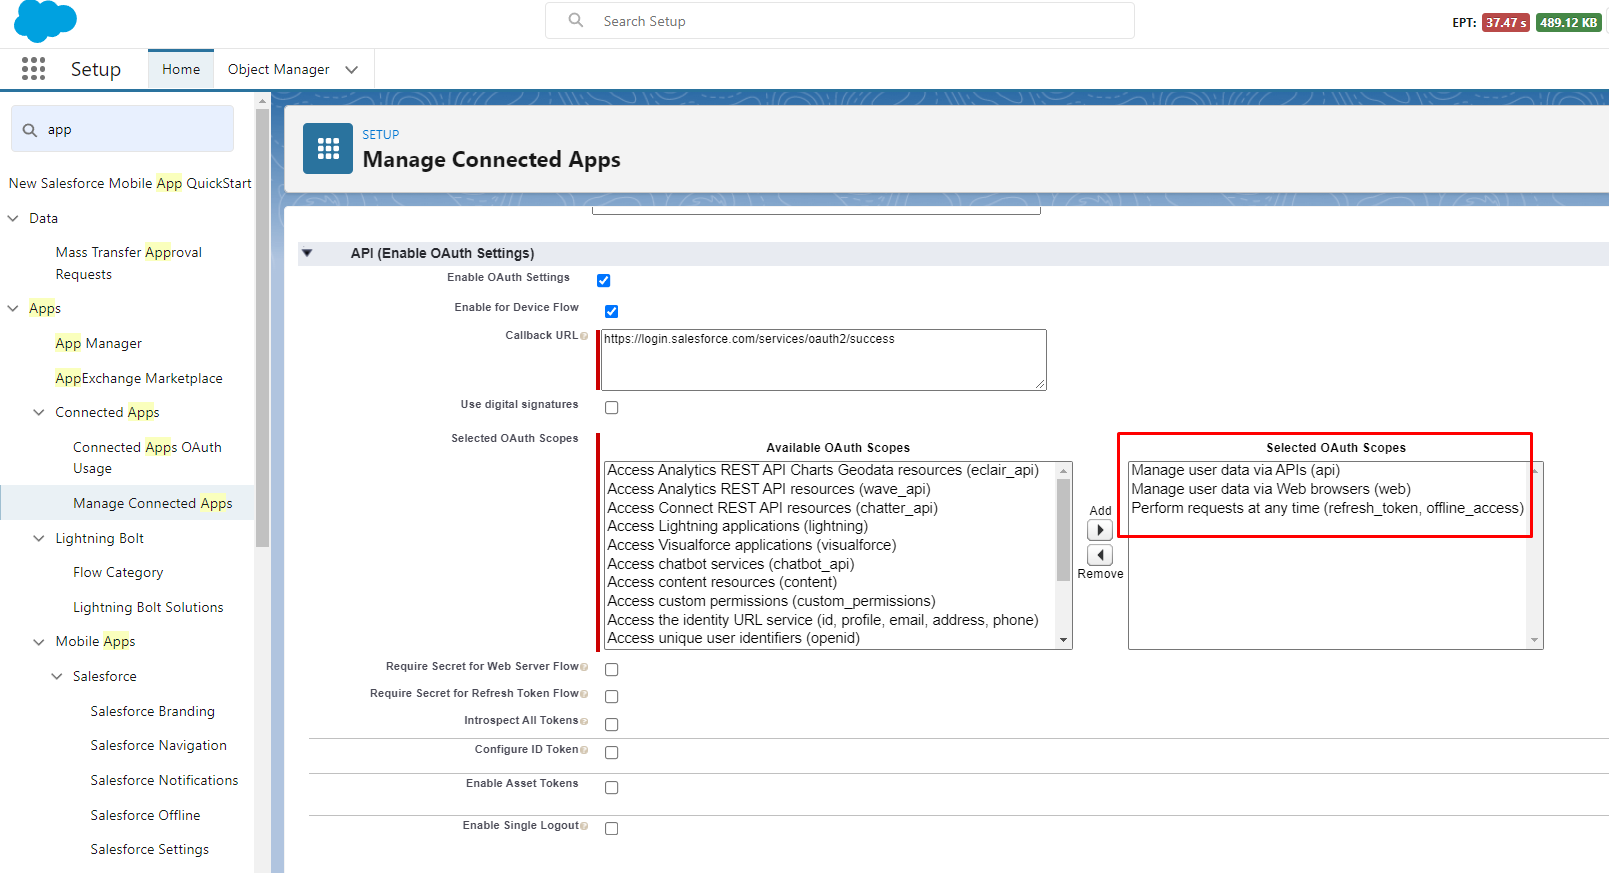 Search Setup
EPT: 37.47 s 489.12 KB
Setup
Home
Object Manager
app
New Salesforce Mobile App QuickStart
Data
Mass Transfer Approval
Requests
Apps
App Manager
AppExchange Marketplace
Connected Apps
Connected Apps OAuth
Usage
Manage Connected Apps
Lightning Bolt
Flow Category
Lightning Bolt Solutions
Mobile Apps
Salesforce
Salesforce Branding
Salesforce Navigation
Salesforce Notifications
Salesforce Offline
Salesforce Settings
SETUP
Manage Connected Apps
API (Enable OAuth Settings)
Enable OAuth Settings
Enable for Device Flow
Callback URL
https://login.salesforce.com/services/oauth2/success
Use digital signatures
Selected OAuth Scopes
Available OAuth Scopes
Access Analytics REST API Charts Geodata resources (eclair_api)
Access Analytics REST API resources (wave_api)
Access Connect REST API resources (chatter_api)
Access Lightning applications (lightning)
Access Visualforce applications (visualforce)
Access chatbot services (chatbot_api)
Access content resources (content)
Access custom permissions (custom_permissions)
Access the identity URL service (id, profile, email, address, phone)
Access unique user identifiers (openid)
Add
Remove
Selected OAuth Scopes
Manage user data via APIs (api)
Manage user data via Web browsers (web)
Perform requests at any time (refresh_token, offline_access)
Require Secret for Web Server Flow
Require Secret for Refresh Token Flow
Introspect All Tokens
Configure ID Token
Enable Asset Tokens
Enable Single Logout